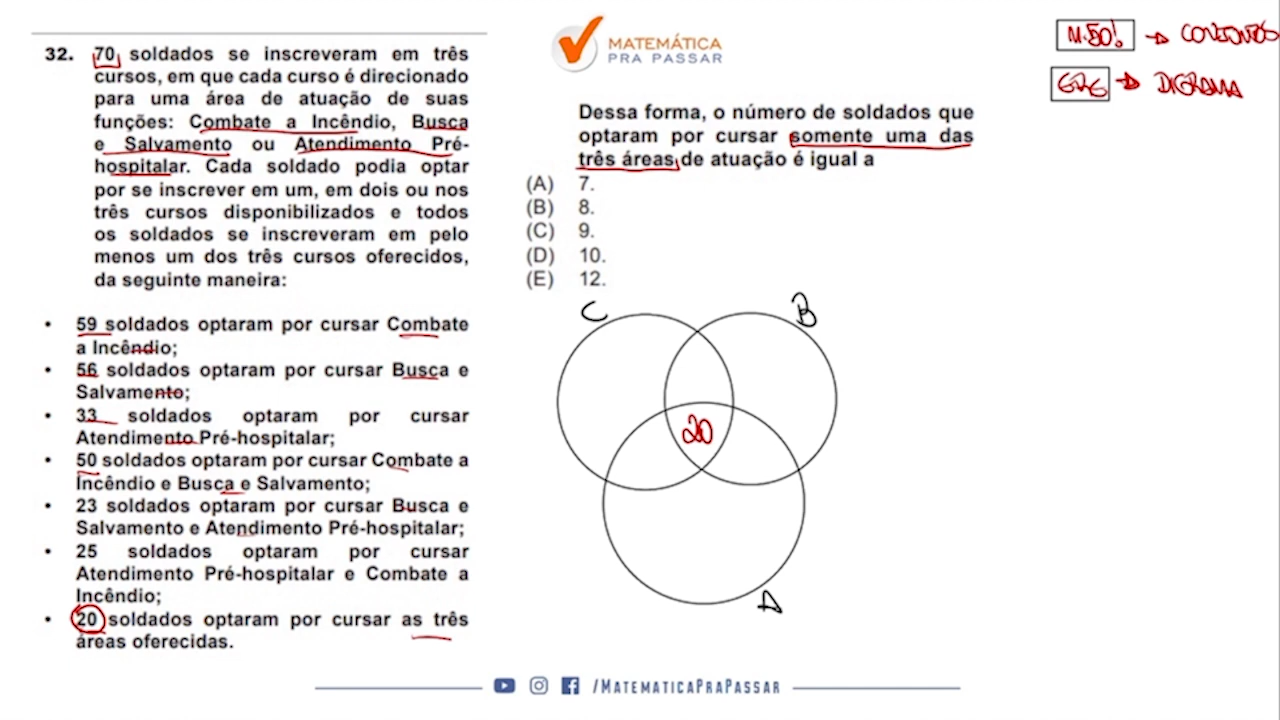 32. 70 soldados se inscreveram em três
cursos, em que cada curso é direcionado
para uma área de atuação de suas
funções: Combate a Incêndio, Busca
e Salvamento ou Atendimento Pré-
hospitalar. Cada soldado podia optar
por se inscrever em um, em dois ou nos
três cursos disponibilizados e todos
os soldados se inscreveram em pelo
menos um dos três cursos oferecidos,
da seguinte maneira:
• 59 soldados optaram por cursar Combate
a Incêndio;
• 56 soldados optaram por cursar Busca e
Salvamento;
• 33 soldados optaram por cursar
Atendimento Pré-hospitalar;
• 50 soldados optaram por cursar Combate a
Incêndio e Busca e Salvamento;
• 23 soldados optaram por cursar Busca e
Salvamento e Atendimento Pré-hospitalar;
• 25 soldados optaram por cursar
Atendimento Pré-hospitalar e Combate a
Incêndio;
• 20 soldados optaram por cursar as três
áreas oferecidas.
MATEMÁTICA
PRA PASSAR
Dessa forma, o número de soldados que
optaram por cursar somente uma das
três áreas de atuação é igual a
(A) 7.
(B) 8.
(C) 9.
(D) 10.
(E) 12.
C
B
20
A
CONJUNTOS
/MATEMATICAPRAPASSAR